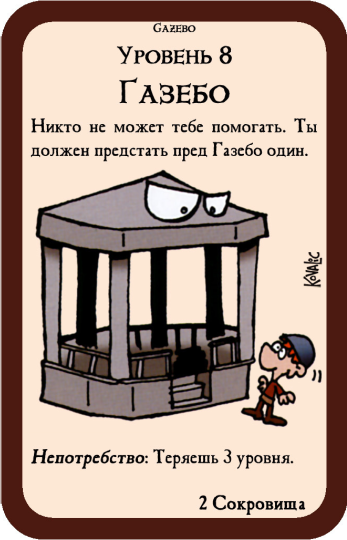 Gazebo
Уровень 8
Газебо
Никто не может тебе помогать. Ты
должен предстать пред Газебо один.
Kovalic
Непотребство: Теряешь 3 уровня.
2 Сокровища